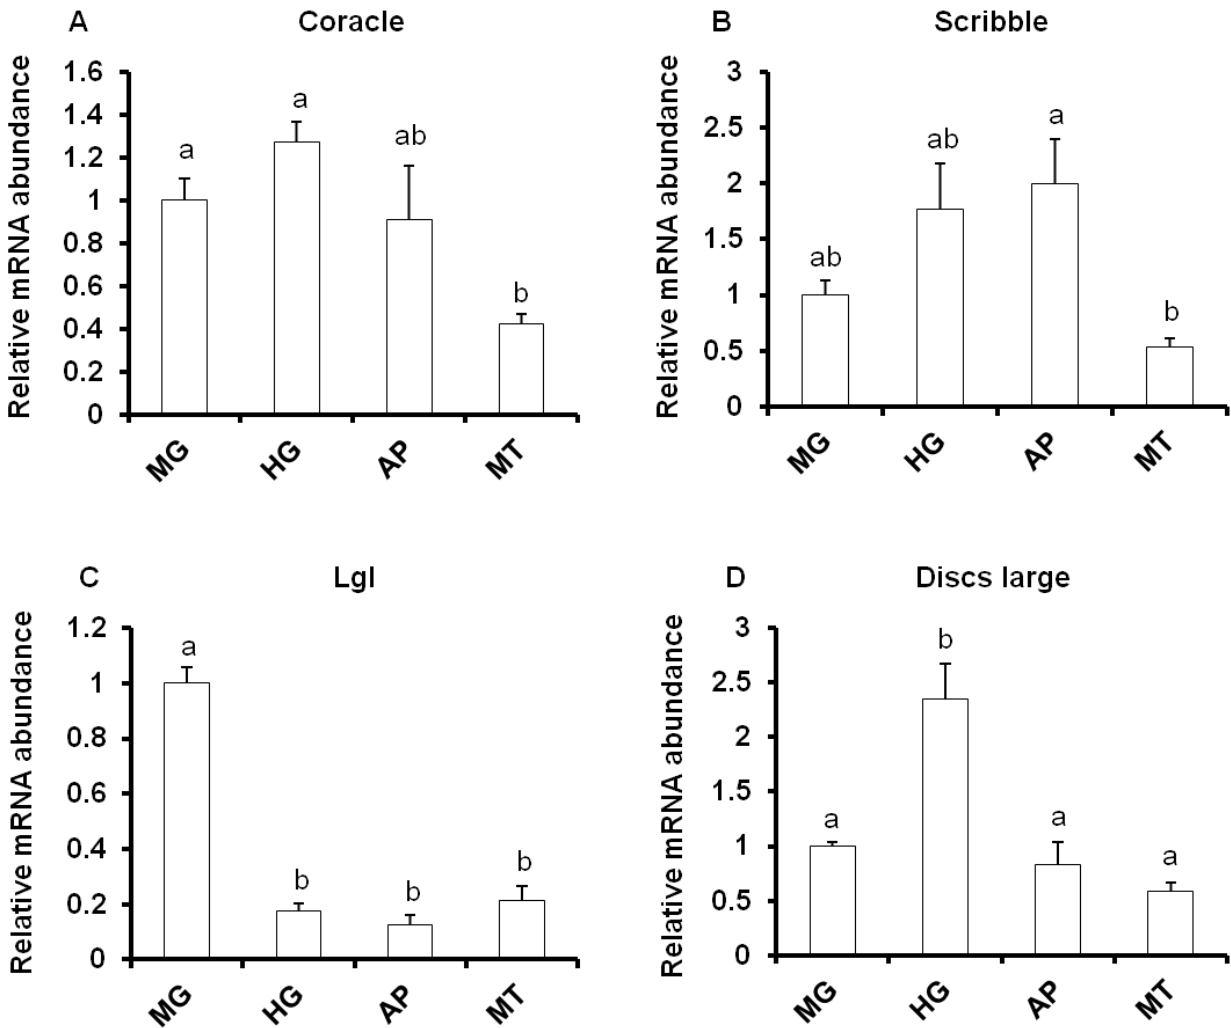 A Coracle
Relative mRNA abundance
1.6
1.4
1.2
1
0.8
0.6
0.4
0.2
0
a
a
ab
b
MG HG AP MT
B Scribble
Relative mRNA abundance
3
2.5
2
1.5
1
0.5
0
ab
ab
a
b
MG HG AP MT
C Lgl
Relative mRNA abundance
1.2
1
0.8
0.6
0.4
0.2
0
a
b
b
b
MG HG AP MT
D Discs large
Relative mRNA abundance
3
2.5
2
1.5
1
0.5
0
a
b
a
a
MG HG AP MT